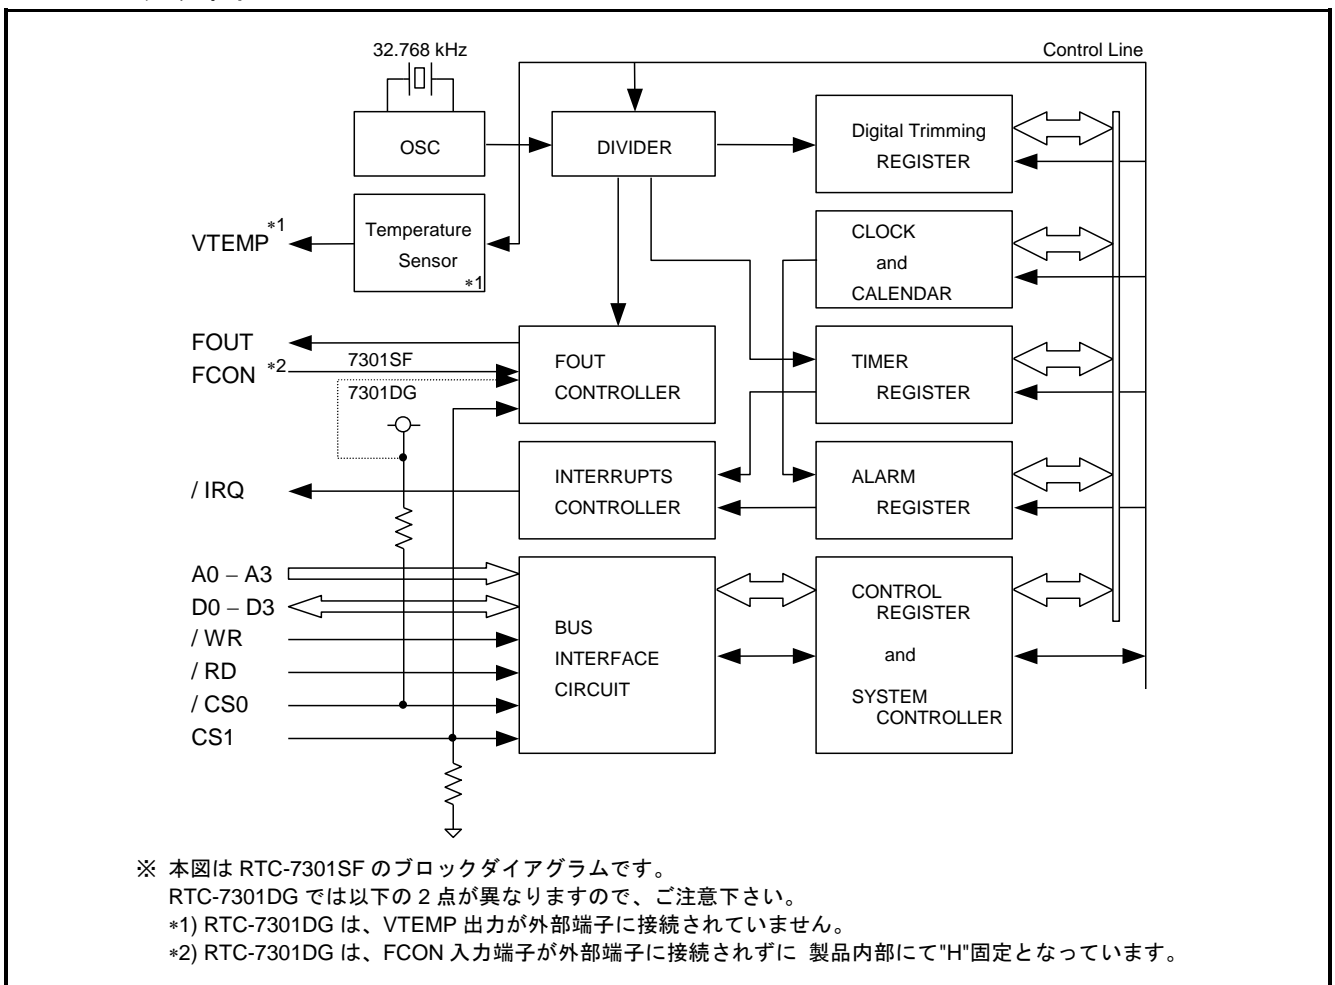 32.768 kHz
Control Line
OSC
DIVIDER
Digital Trimming
REGISTER
VTEMP *1
Temperature
Sensor
*1
CLOCK
and
CALENDAR
FOUT
FCON *2
7301SF
7301DG
FOUT
CONTROLLER
TIMER
REGISTER
/ IRQ
INTERRUPTS
CONTROLLER
ALARM
REGISTER
A0 – A3
D0 – D3
/ WR
/ RD
/ CS0
CS1
BUS
INTERFACE
CIRCUIT
CONTROL
REGISTER
and
SYSTEM
CONTROLLER
※ 本図は RTC-7301SF のブロックダイアグラムです。
RTC-7301DG では以下の 2 点が異なりますので、ご注意下さい。
*1) RTC-7301DG は、VTEMP 出力が外部端子に接続されていません。
*2) RTC-7301DG は、FCON 入力端子が外部端子に接続されずに 製品内部にて"H"固定となっています。